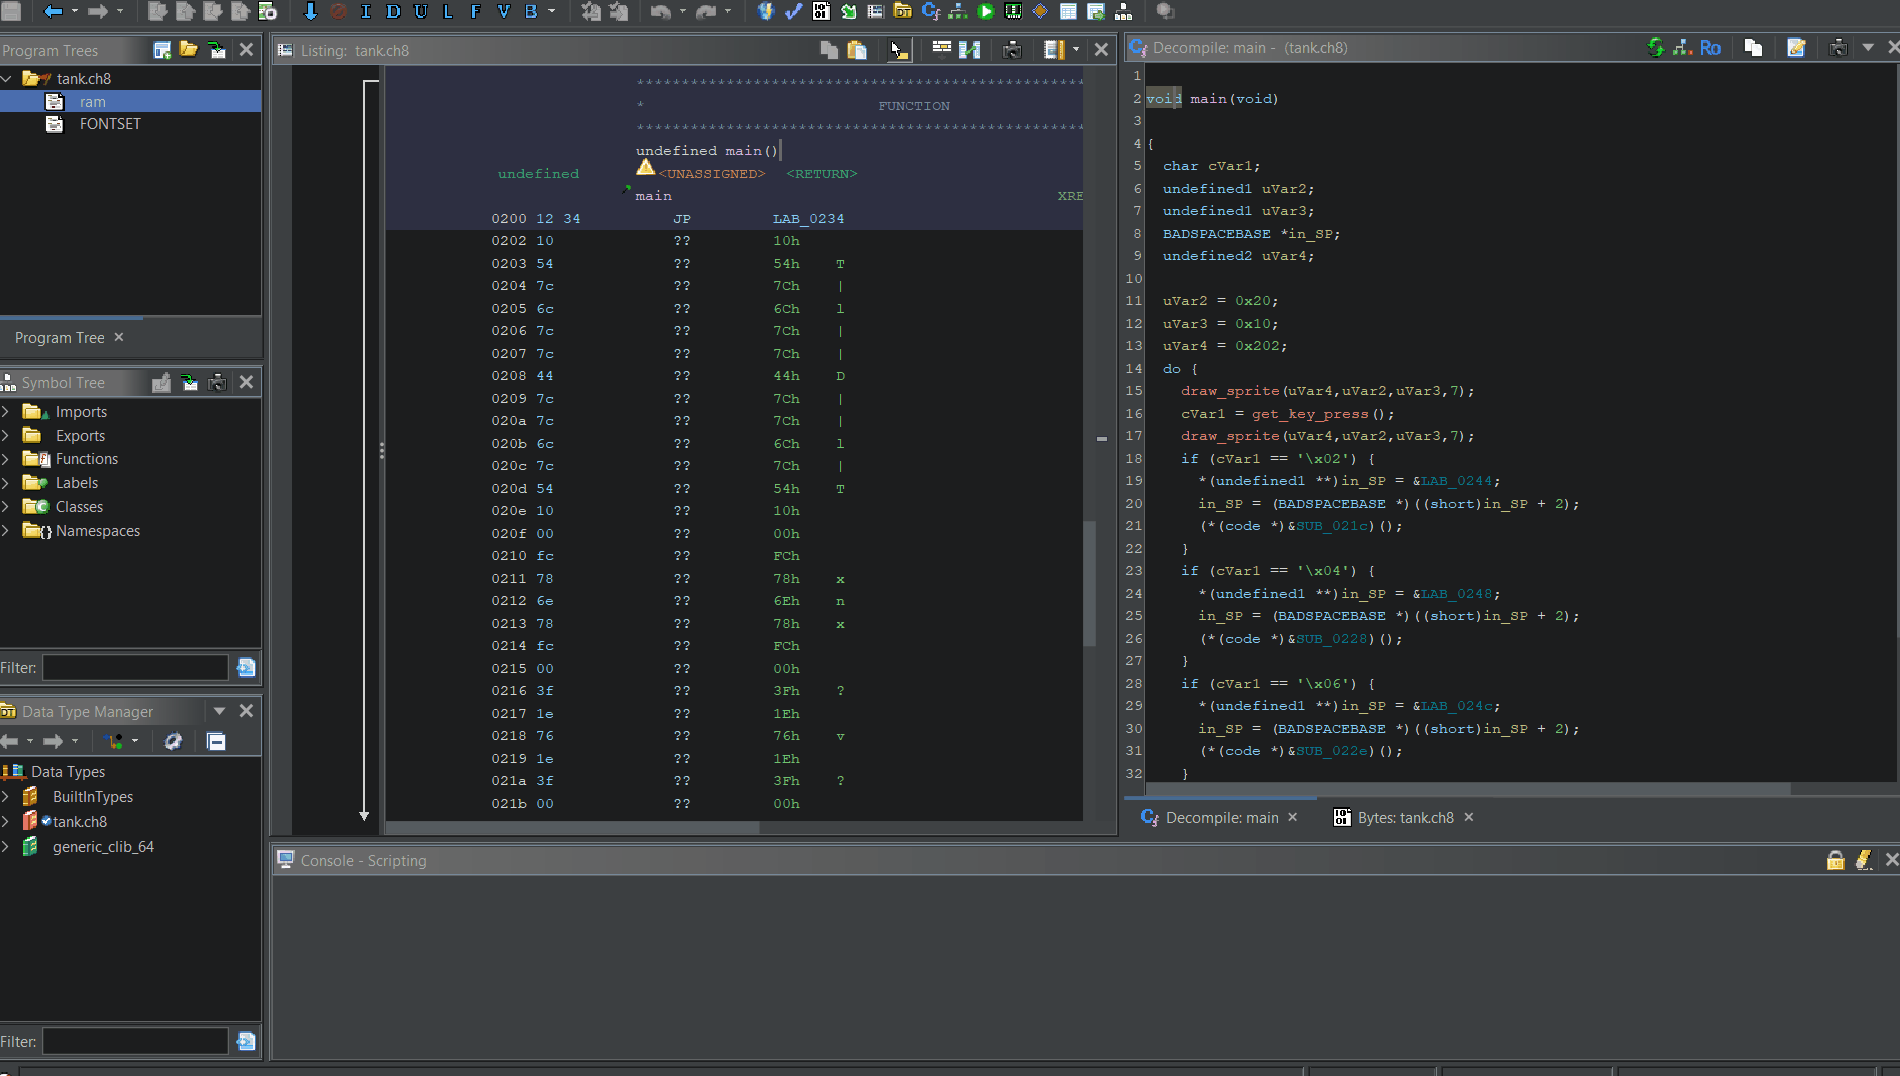 I D U L F V B
Program Trees
tank.ch8
ram
FONTSET
Program Tree ×
Symbol Tree
Imports
Exports
Functions
Labels
Classes
Namespaces
Filter:
Data Type Manager
Data Types
BuiltInTypes
tank.ch8
generic_clib_64
Filter:
Listing: tank.ch8
* FUNCTION
undefined main()
undefined <UNASSIGNED> <RETURN>
main XRE
0200 12 34 JP LAB_0234
0202 10 ?? 10h
0203 54 ?? 54h T
0204 7c ?? 7Ch |
0205 6c ?? 6Ch l
0206 7c ?? 7Ch |
0207 7c ?? 7Ch |
0208 44 ?? 44h D
0209 7c ?? 7Ch |
020a 7c ?? 7Ch |
020b 6c ?? 6Ch l
020c 7c ?? 7Ch |
020d 54 ?? 54h T
020e 10 ?? 10h
020f 00 ?? 00h
0210 fc ?? FCh
0211 78 ?? 78h x
0212 6e ?? 6Eh n
0213 78 ?? 78h x
0214 fc ?? FCh
0215 00 ?? 00h
0216 3f ?? 3Fh ?
0217 1e ?? 1Eh
0218 76 ?? 76h v
0219 1e ?? 1Eh
021a 3f ?? 3Fh ?
021b 00 ?? 00h
Decompile: main - (tank.ch8)
Ro
1
2 void main(void)
3
4 {
5 char cVar1;
6 undefined1 uVar2;
7 undefined1 uVar3;
8 BADSPACEBASE *in_SP;
9 undefined2 uVar4;
10
11 uVar2 = 0x20;
12 uVar3 = 0x10;
13 uVar4 = 0x202;
14 do {
15 draw_sprite(uVar4,uVar2,uVar3,7);
16 cVar1 = get_key_press();
17 draw_sprite(uVar4,uVar2,uVar3,7);
18 if (cVar1 == '\x02') {
19 *(undefined1 **)in_SP = &LAB_0244;
20 in_SP = (BADSPACEBASE *)((short)in_SP + 2);
21 (*(code *)&SUB_021c)();
22 }
23 if (cVar1 == '\x04') {
24 *(undefined1 **)in_SP = &LAB_0248;
25 in_SP = (BADSPACEBASE *)((short)in_SP + 2);
26 (*(code *)&SUB_0228)();
27 }
28 if (cVar1 == '\x06') {
29 *(undefined1 **)in_SP = &LAB_024c;
30 in_SP = (BADSPACEBASE *)((short)in_SP + 2);
31 (*(code *)&SUB_022e)();
32 }
Decompile: main × Bytes: tank.ch8 ×
Console - Scripting